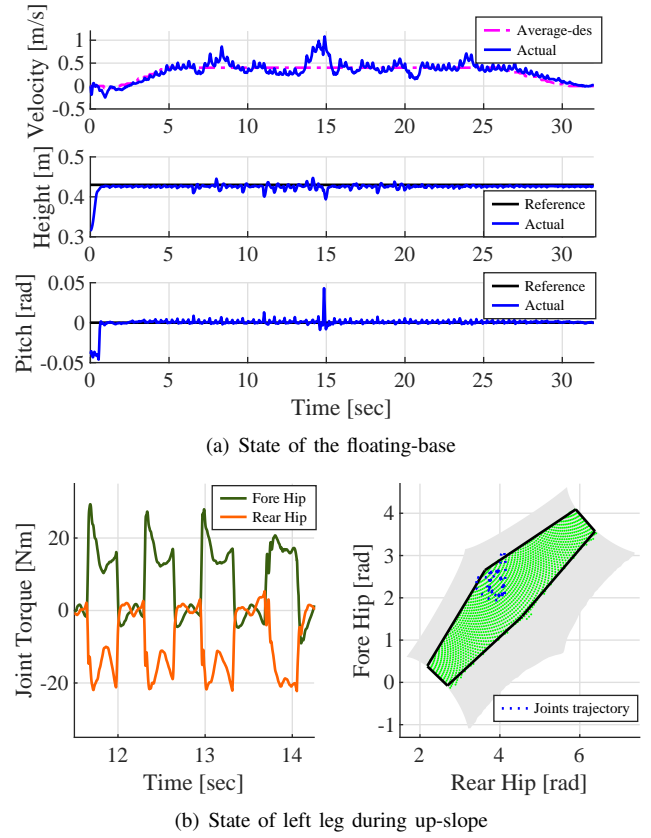 Velocity [m/s]
1
0.5
0
-0.5
Average-des
Actual
0 5 10 15 20 25 30
Height [m]
0.5
0.4
0.3
Reference
Actual
0 5 10 15 20 25 30
Pitch [rad]
0.05
0
-0.05
Reference
Actual
0 5 10 15 20 25 30
Time [sec]
(a) State of the floating-base
Joint Torque [Nm]
20
0
-20
Fore Hip
Rear Hip
12 13 14
Time [sec]
Fore Hip [rad]
4
3
2
1
0
-1
Joints trajectory
2 4 6
Rear Hip [rad]
(b) State of left leg during up-slope